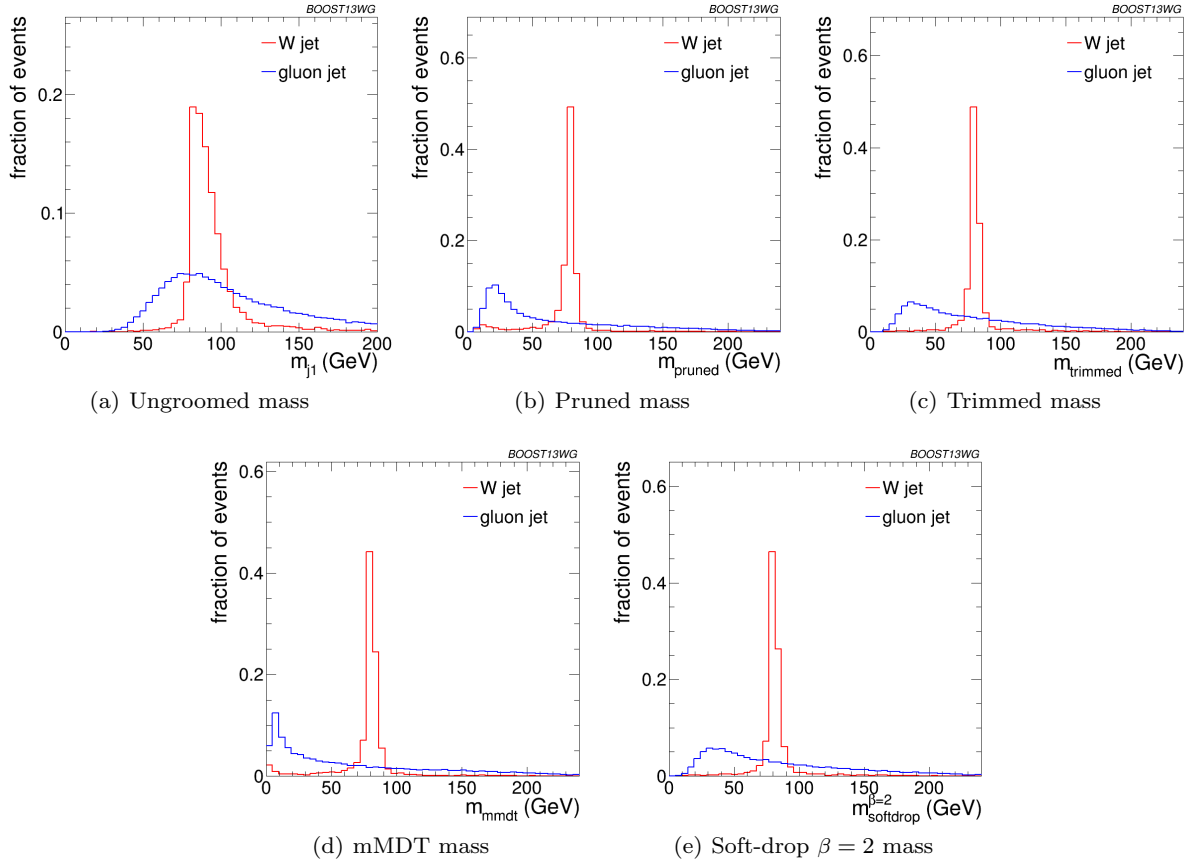 BOOST13WG
fraction of events
W jet
gluon jet
0.2
0.1
0
0 50 100 150 200
m_j1 (GeV)
(a) Ungroomed mass
BOOST13WG
fraction of events
W jet
gluon jet
0.6
0.4
0.2
0
0 50 100 150 200
m_pruned (GeV)
(b) Pruned mass
BOOST13WG
fraction of events
W jet
gluon jet
0.6
0.4
0.2
0
0 50 100 150 200
m_trimmed (GeV)
(c) Trimmed mass
BOOST13WG
fraction of events
W jet
gluon jet
0.6
0.4
0.2
0
0 50 100 150 200
m_mmdt (GeV)
(d) mMDT mass
BOOST13WG
fraction of events
W jet
gluon jet
0.6
0.4
0.2
0
0 50 100 150 200
m^β=2_softdrop (GeV)
(e) Soft-drop β = 2 mass